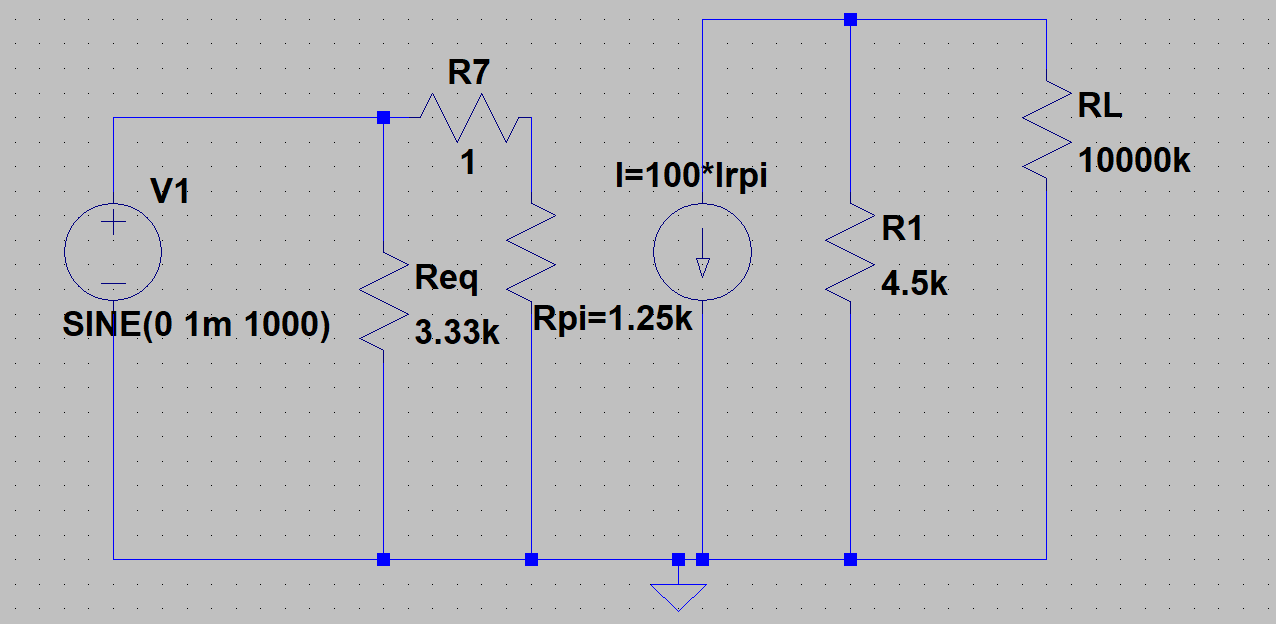 R7
1
V1
SINE(0 1m 1000)
Req
3.33k
Rpi=1.25k
I=100*Irpi
R1
4.5k
RL
10000k